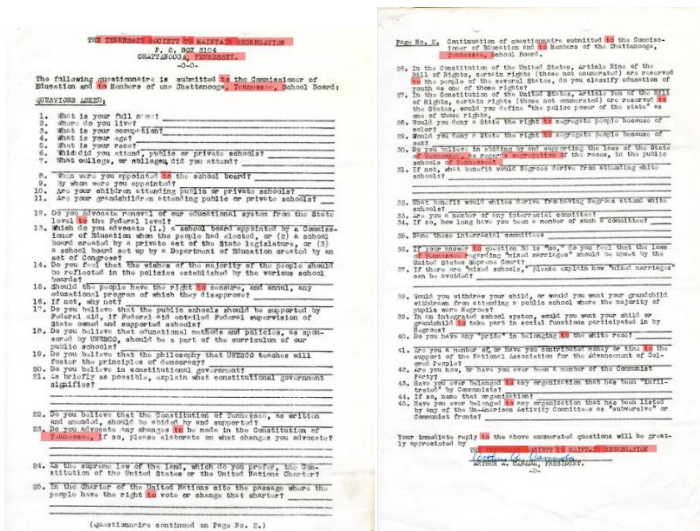 THE TENNESSEE SOCIETY TO MAINTAIN SEGREGATION
P. O. BOX 3104
CHATTANOOGA, TENNESSEE.
-O-
The following questionnaire is submitted to the Commissioner of
Education and to Members of the Chattanooga, Tennessee, School Board:
QUESTIONS ASKED:
1. What is your full name?
2. Where do you live?
3. What is your occupation?
4. What is your age?
5. What is your race?
6. Which did you attend, public or private schools?
7. What college, or colleges did you attend?
8. When were you appointed to the school board?
9. By whom were you appointed?
10. Are your children attending public or private schools?
11. Are your grandchildren attending public or private schools?
12. Do you advocate removal of our educational system from the State
level to the Federal level?
13. Which do you advocate (1.) a school board appointed by a Commiss-
ioner of Education whom the people had elected, or (2) a school
board created by a private act of the State legislature, or (3)
a school board set up by a Department of Education created by an
act of Congress?
14. Do you feel that the wishes of the majority of the people should
be reflected in the policies established by the various school
boards?
15. Should the people have the right to censure, and annul, any
educational program of which they disapprove?
16. If not, why not?
17. Do you believe that the public schools should be supported by
Federal aid, if Federal aid entailed Federal supervision of
State owned and supported schools?
18. Do you believe that educational methods and policies, as spon-
sored by UNESCO, should be a part of the curriculum of our
public schools?
19. Do you believe that the philosophy that UNESCO teaches will
foster the principles of democracy?
20. Do you believe in constitutional government?
21. As briefly as possible, explain what constitutional government
signifies?
22. Do you believe that the Constitution of Tennessee, as written
and amended, should be abided by and supported?
23. Do you advocate any changes to be made in the Constitution of
Tennessee, if so, please elaborate on what changes you advocate?
24. As the supreme law of the land, which do you prefer, the Con-
stitution of the United States or the United Nations Charter?
25. In the Charter of the United Nations cite the passage where the
people have the right to vote or change that charter?
(Questionnaire continued on Page No. 2.)
Page No. 2. Continuation of questionnaire submitted to the Commiss-
ioner of Education and to Members of the Chattanooga,
Tennessee, School Board.
26. In the Constitution of the United States, Article Nine of the
Bill of Rights, certain rights (those not enumerated) are reserved
to the people of the several States, do you classify education
of youth as one of those rights?
27. In the Constitution of the United States, Article Ten of the Bill
of Rights, certain rights (those not enumerated) are reserved to
the States, would you define "the police power of the state" as
one of those rights,
28. Would you deny a State the right to segregate people because of
color?
29. Would you deny a State the right to segregate people because of
sex?
30. Do you believe in abiding by and supporting the laws of the State
of Tennessee, as regards segregation of the races, in the public
schools of Tennessee?
31. If not, what benefit would Negroes derive from attending white
schools?
32. What benefit would whites derive from having Negroes attend white
schools?
33. Are you a member of any interracial committee?
34. If so, how long have you been a member of such a committee?
35. Name these interracial committees
36. If your answer to question 30 is "no", do you feel that the laws
of Tennessee regarding "mixed marriages" should be upset by the
United States Supreme Court?
37. If there are "mixed schools," please explain how "mixed marriages"
can be avoided?
38. Would you withdraw your child, or would you want your grandchild
withdrawn from attending a public school where the majority of
pupils were Negroes?
39. In an integrated school system, would you want your child or
grandchild to take part in social functions participated in by
Negroes?
40. Do you have any "pride" in belonging to the white race?
41. Are you a member of, or have you contributed money or time to the
support of the National Association for the Advancement of Col-
ored People?
42. Are you now, or have you ever been a member of the Communist
Party?
43. Have you ever belonged to any organization that has been "infil-
trated" by Communists?
44. If so, name that organization?
45. Have you ever belonged to any organization that has been listed
by any of the Un-American Activity Committees as "subversive" or
Communist fronts?
Your immediate reply to the above enumerated questions will be great-
ly appreciated by
THE TENNESSEE SOCIETY TO MAINTAIN SEGREGATION
Arthur A. Canada
ARTHUR A. CANADA, PRESIDENT.
-O-